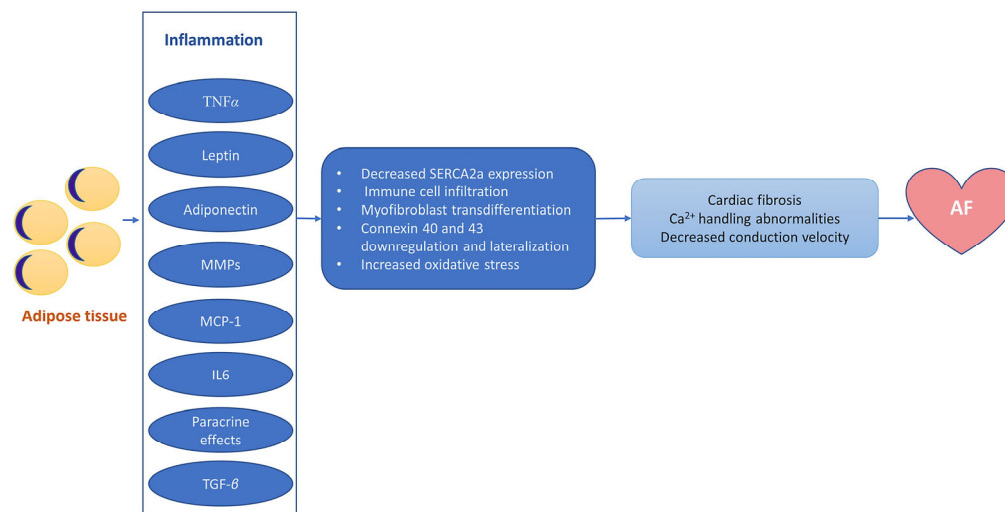 Inflammation
TNFα
Leptin
Adiponectin
MMPs
MCP-1
IL6
Paracrine
effects
TGF-β
Adipose tissue
• Decreased SERCA2a expression
• Immune cell infiltration
• Myofibroblast transdifferentiation
• Connexin 40 and 43
downregulation and lateralization
• Increased oxidative stress
Cardiac fibrosis
Ca²⁺ handling abnormalities
Decreased conduction velocity
AF